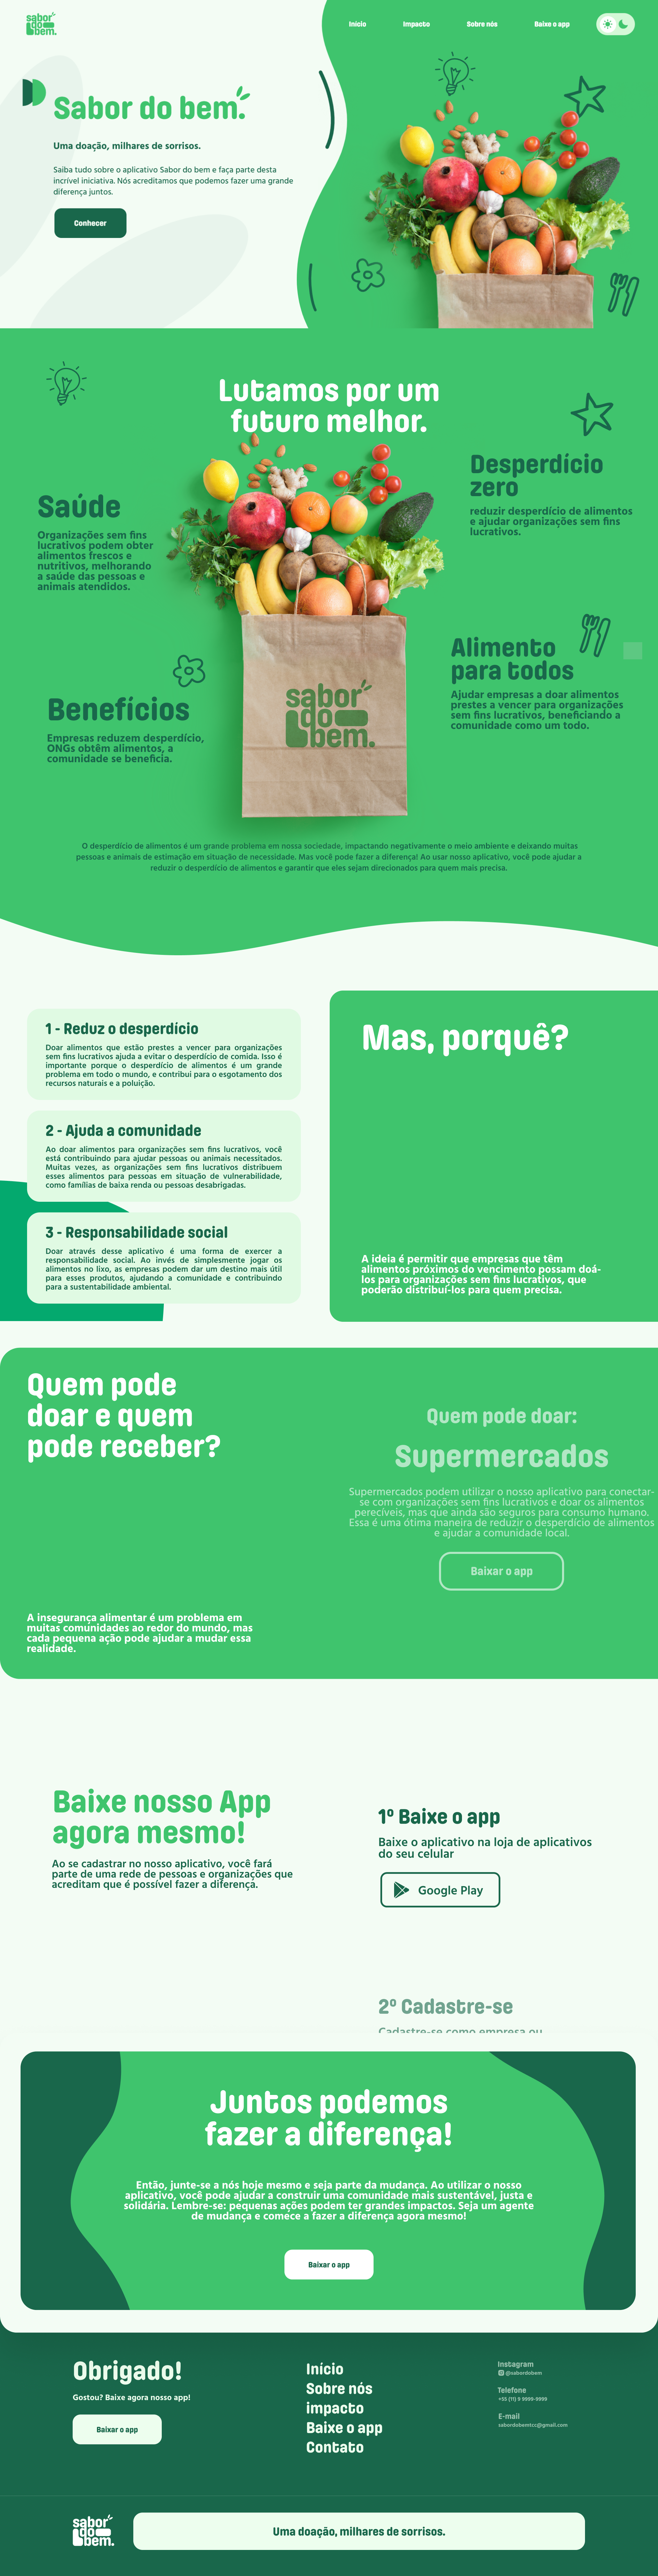 sabor
do
bem.
Início
Impacto
Sobre nós
Baixe o app
Sabor do bem.
Uma doação, milhares de sorrisos.
Saiba tudo sobre o aplicativo Sabor do bem e faça parte desta
incrível iniciativa. Nós acreditamos que podemos fazer uma grande
diferença juntos.
Conhecer
Lutamos por um
futuro melhor.
Saúde
Organizações sem fins
lucrativos podem obter
alimentos frescos e
nutritivos, melhorando
a saúde das pessoas e
animais atendidos.
Desperdício
zero
reduzir desperdício de alimentos
e ajudar organizações sem fins
lucrativos.
Benefícios
Empresas reduzem desperdício,
ONGs obtêm alimentos, a
comunidade se beneficia.
Alimento
para todos
Ajudar empresas a doar alimentos
prestes a vencer para organizações
sem fins lucrativos, beneficiando a
comunidade como um todo.
sabor
do
bem.
O desperdício de alimentos é um grande problema em nossa sociedade, impactando negativamente o meio ambiente e deixando muitas
pessoas e animais de estimação em situação de necessidade. Mas você pode fazer a diferença! Ao usar nosso aplicativo, você pode ajudar a
reduzir o desperdício de alimentos e garantir que eles sejam direcionados para quem mais precisa.
1 - Reduz o desperdício
Doar alimentos que estão prestes a vencer para organizações
sem fins lucrativos ajuda a evitar o desperdício de comida. Isso é
importante porque o desperdício de alimentos é um grande
problema em todo o mundo, e contribui para o esgotamento dos
recursos naturais e a poluição.
2 - Ajuda a comunidade
Ao doar alimentos para organizações sem fins lucrativos, você
está contribuindo para ajudar pessoas ou animais necessitados.
Muitas vezes, as organizações sem fins lucrativos distribuem
esses alimentos para pessoas em situação de vulnerabilidade,
como famílias de baixa renda ou pessoas desabrigadas.
3 - Responsabilidade social
Doar através desse aplicativo é uma forma de exercer a
responsabilidade social. Ao invés de simplesmente jogar os
alimentos no lixo, as empresas podem dar um destino mais útil
para esses produtos, ajudando a comunidade e contribuindo
para a sustentabilidade ambiental.
Mas, porquê?
A ideia é permitir que empresas que têm
alimentos próximos do vencimento possam doá-
los para organizações sem fins lucrativos, que
poderão distribuí-los para quem precisa.
Quem pode
doar e quem
pode receber?
A insegurança alimentar é um problema em
muitas comunidades ao redor do mundo, mas
cada pequena ação pode ajudar a mudar essa
realidade.
Quem pode doar:
Supermercados
Supermercados podem utilizar o nosso aplicativo para conectar-
se com organizações sem fins lucrativos e doar os alimentos
perecíveis, mas que ainda são seguros para consumo humano.
Essa é uma ótima maneira de reduzir o desperdício de alimentos
e ajudar a comunidade local.
Baixar o app
Baixe nosso App
agora mesmo!
Ao se cadastrar no nosso aplicativo, você fará
parte de uma rede de pessoas e organizações que
acreditam que é possível fazer a diferença.
1º Baixe o app
Baixe o aplicativo na loja de aplicativos
do seu celular
Google Play
2º Cadastre-se
Cadastre-se como empresa ou
Juntos podemos
fazer a diferença!
Então, junte-se a nós hoje mesmo e seja parte da mudança. Ao utilizar o nosso
aplicativo, você pode ajudar a construir uma comunidade mais sustentável, justa e
solidária. Lembre-se: pequenas ações podem ter grandes impactos. Seja um agente
de mudança e comece a fazer a diferença agora mesmo!
Baixar o app
Obrigado!
Gostou? Baixe agora nosso app!
Baixar o app
Início
Sobre nós
impacto
Baixe o app
Contato
Instagram
@sabordobem
Telefone
+55 (11) 9 9999-9999
E-mail
sabordobemtcc@gmail.com
sabor
do
bem.
Uma doação, milhares de sorrisos.